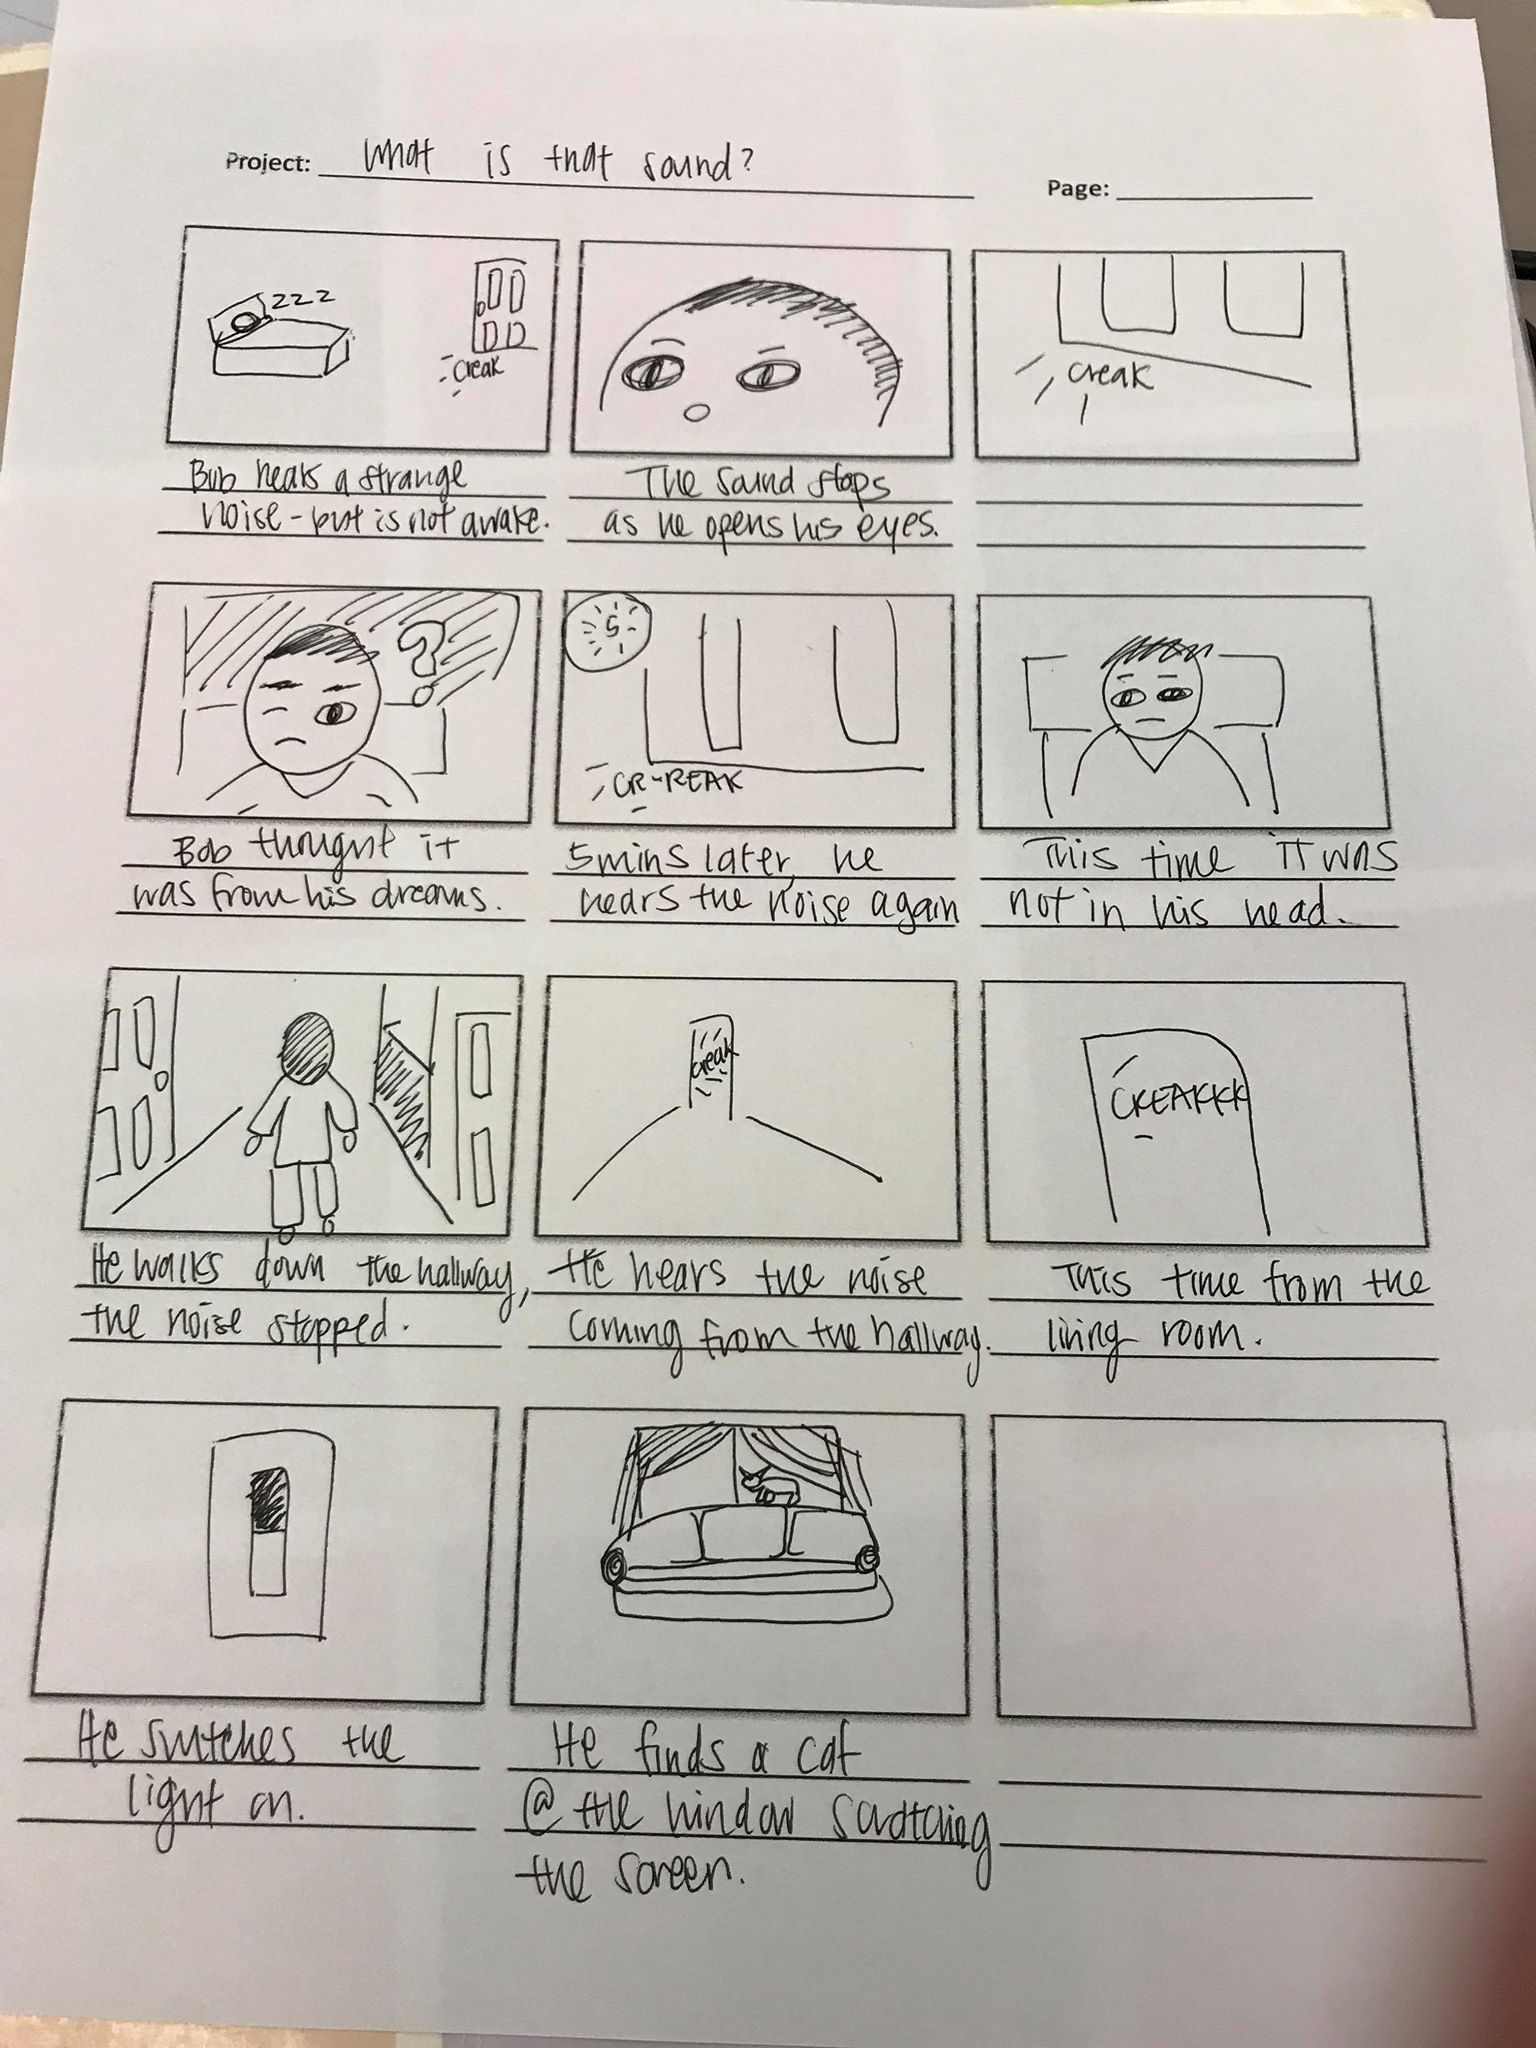 Project: What is that sound?
Page:
zzz
Creak
Bob hears a strange
noise - but is not awake.
The sound stops
as he opens his eyes.
creak
?
Bob thought it
was from his dreams.
5
CR-REAK
5mins later, he
hears the noise again
This time it was
not in his head.
He walks down the hallway,
the noise stopped.
creak
He hears the noise
coming from the hallway.
CREAKKK
This time from the
living room.
He switches the
light on.
He finds a cat
@ the window scratching
the screen.